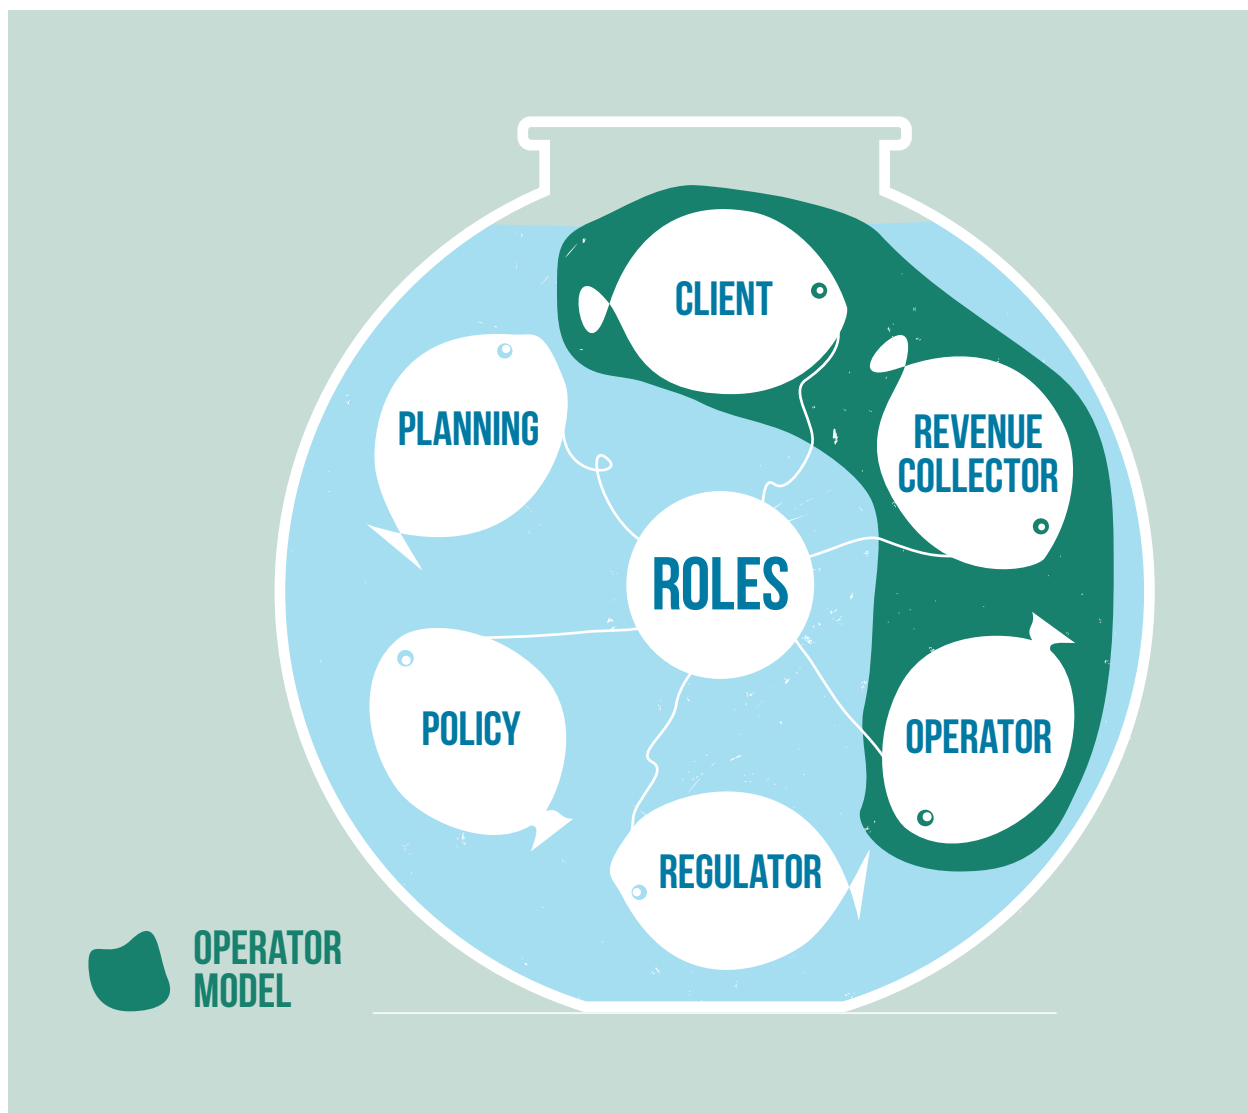 CLIENT
REVENUE
COLLECTOR
PLANNING
ROLES
POLICY
OPERATOR
REGULATOR
OPERATOR
MODEL